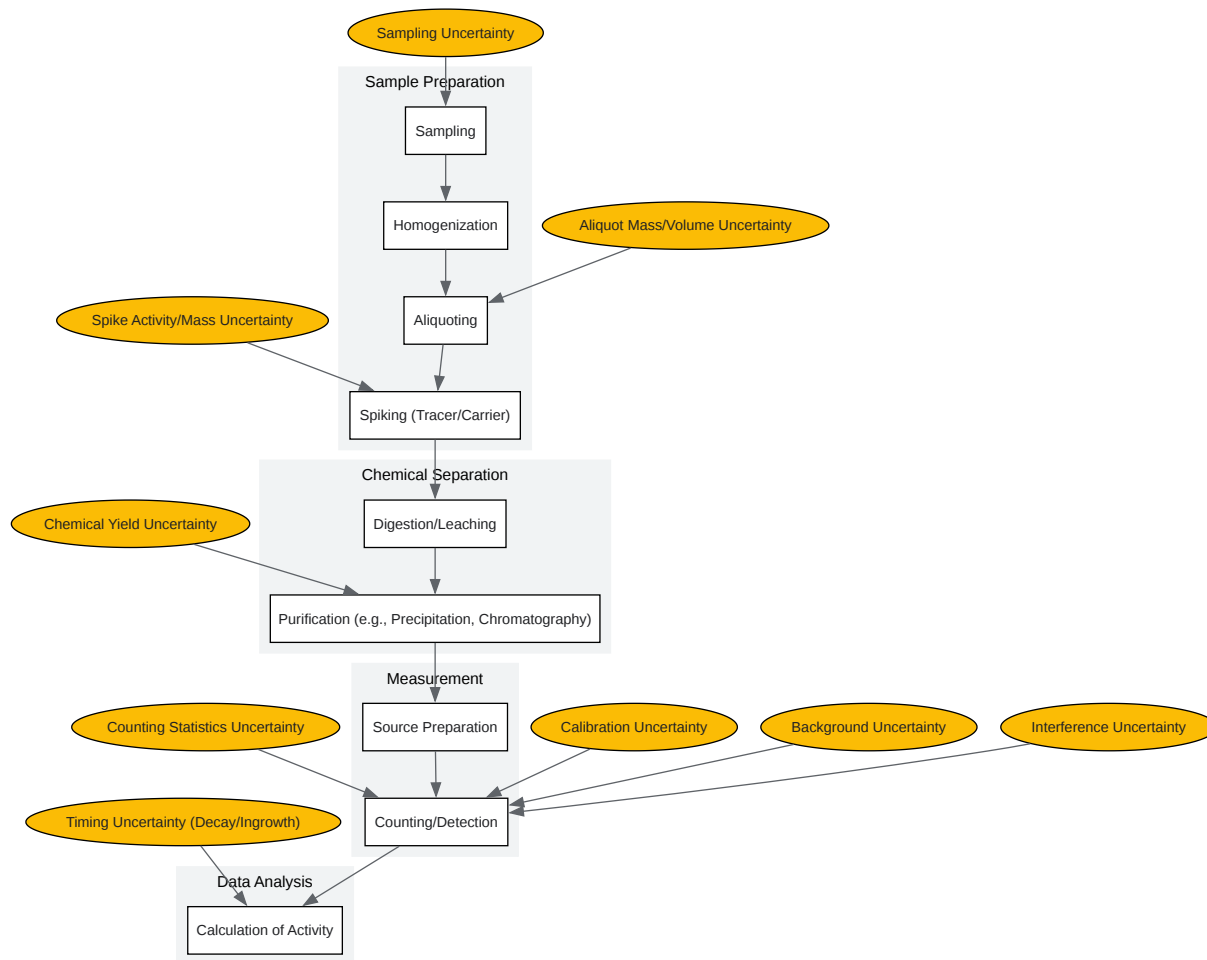 Sampling Uncertainty
Sample Preparation
Sampling
Homogenization
Aliquot Mass/Volume Uncertainty
Spike Activity/Mass Uncertainty
Aliquoting
Spiking (Tracer/Carrier)
Chemical Separation
Chemical Yield Uncertainty
Digestion/Leaching
Purification (e.g., Precipitation, Chromatography)
Measurement
Counting Statistics Uncertainty
Source Preparation
Calibration Uncertainty
Background Uncertainty
Interference Uncertainty
Timing Uncertainty (Decay/Ingrowth)
Counting/Detection
Data Analysis
Calculation of Activity